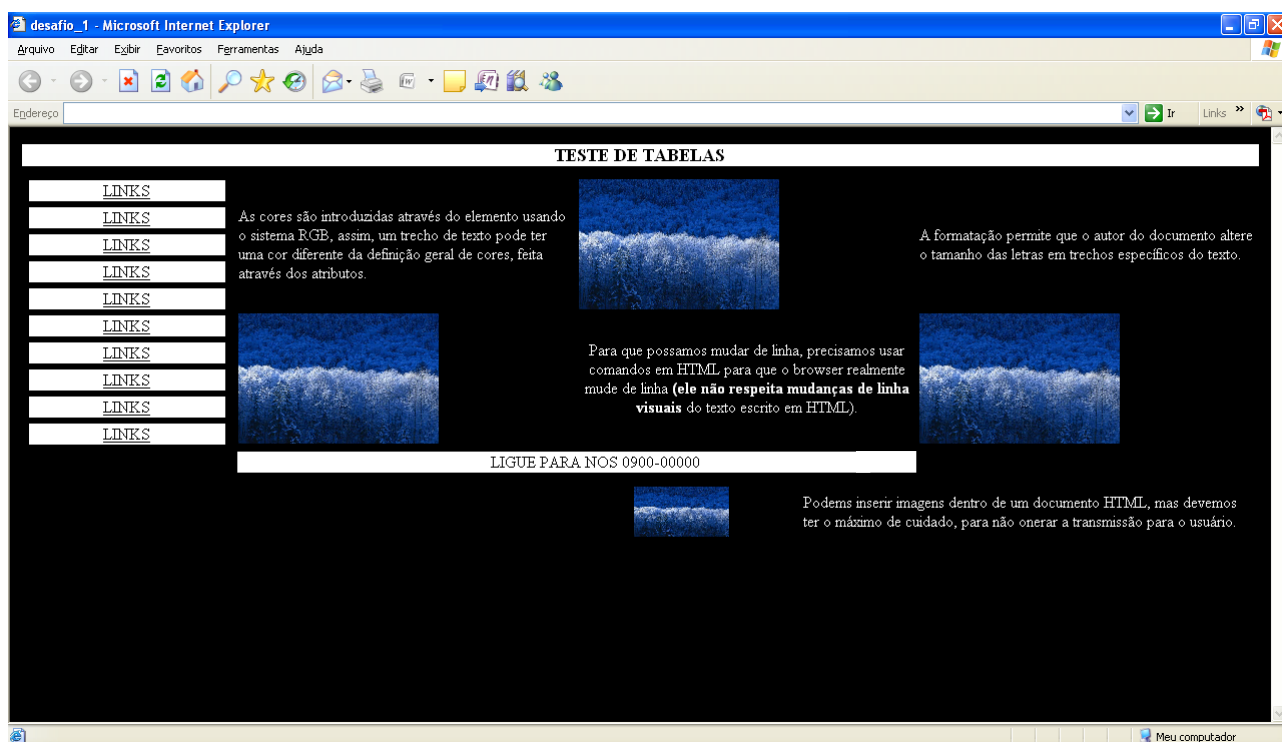 desafio_1 - Microsoft Internet Explorer
Arquivo Editar Exibir Favoritos Ferramentas Ajuda
Endereço
Ir
Links
TESTE DE TABELAS
LINKS
LINKS
LINKS
LINKS
LINKS
LINKS
LINKS
LINKS
LINKS
LINKS
As cores são introduzidas através do elemento usando
o sistema RGB, assim, um trecho de texto pode ter
uma cor diferente da definição geral de cores, feita
através dos atributos.
A formatação permite que o autor do documento altere
o tamanho das letras em trechos específicos do texto.
Para que possamos mudar de linha, precisamos usar
comandos em HTML para que o browser realmente
mude de linha (ele não respeita mudanças de linha
visuais do texto escrito em HTML).
LIGUE PARA NOS 0900-00000
Podems inserir imagens dentro de um documento HTML, mas devemos
ter o máximo de cuidado, para não onerar a transmissão para o usuário.
Meu computador